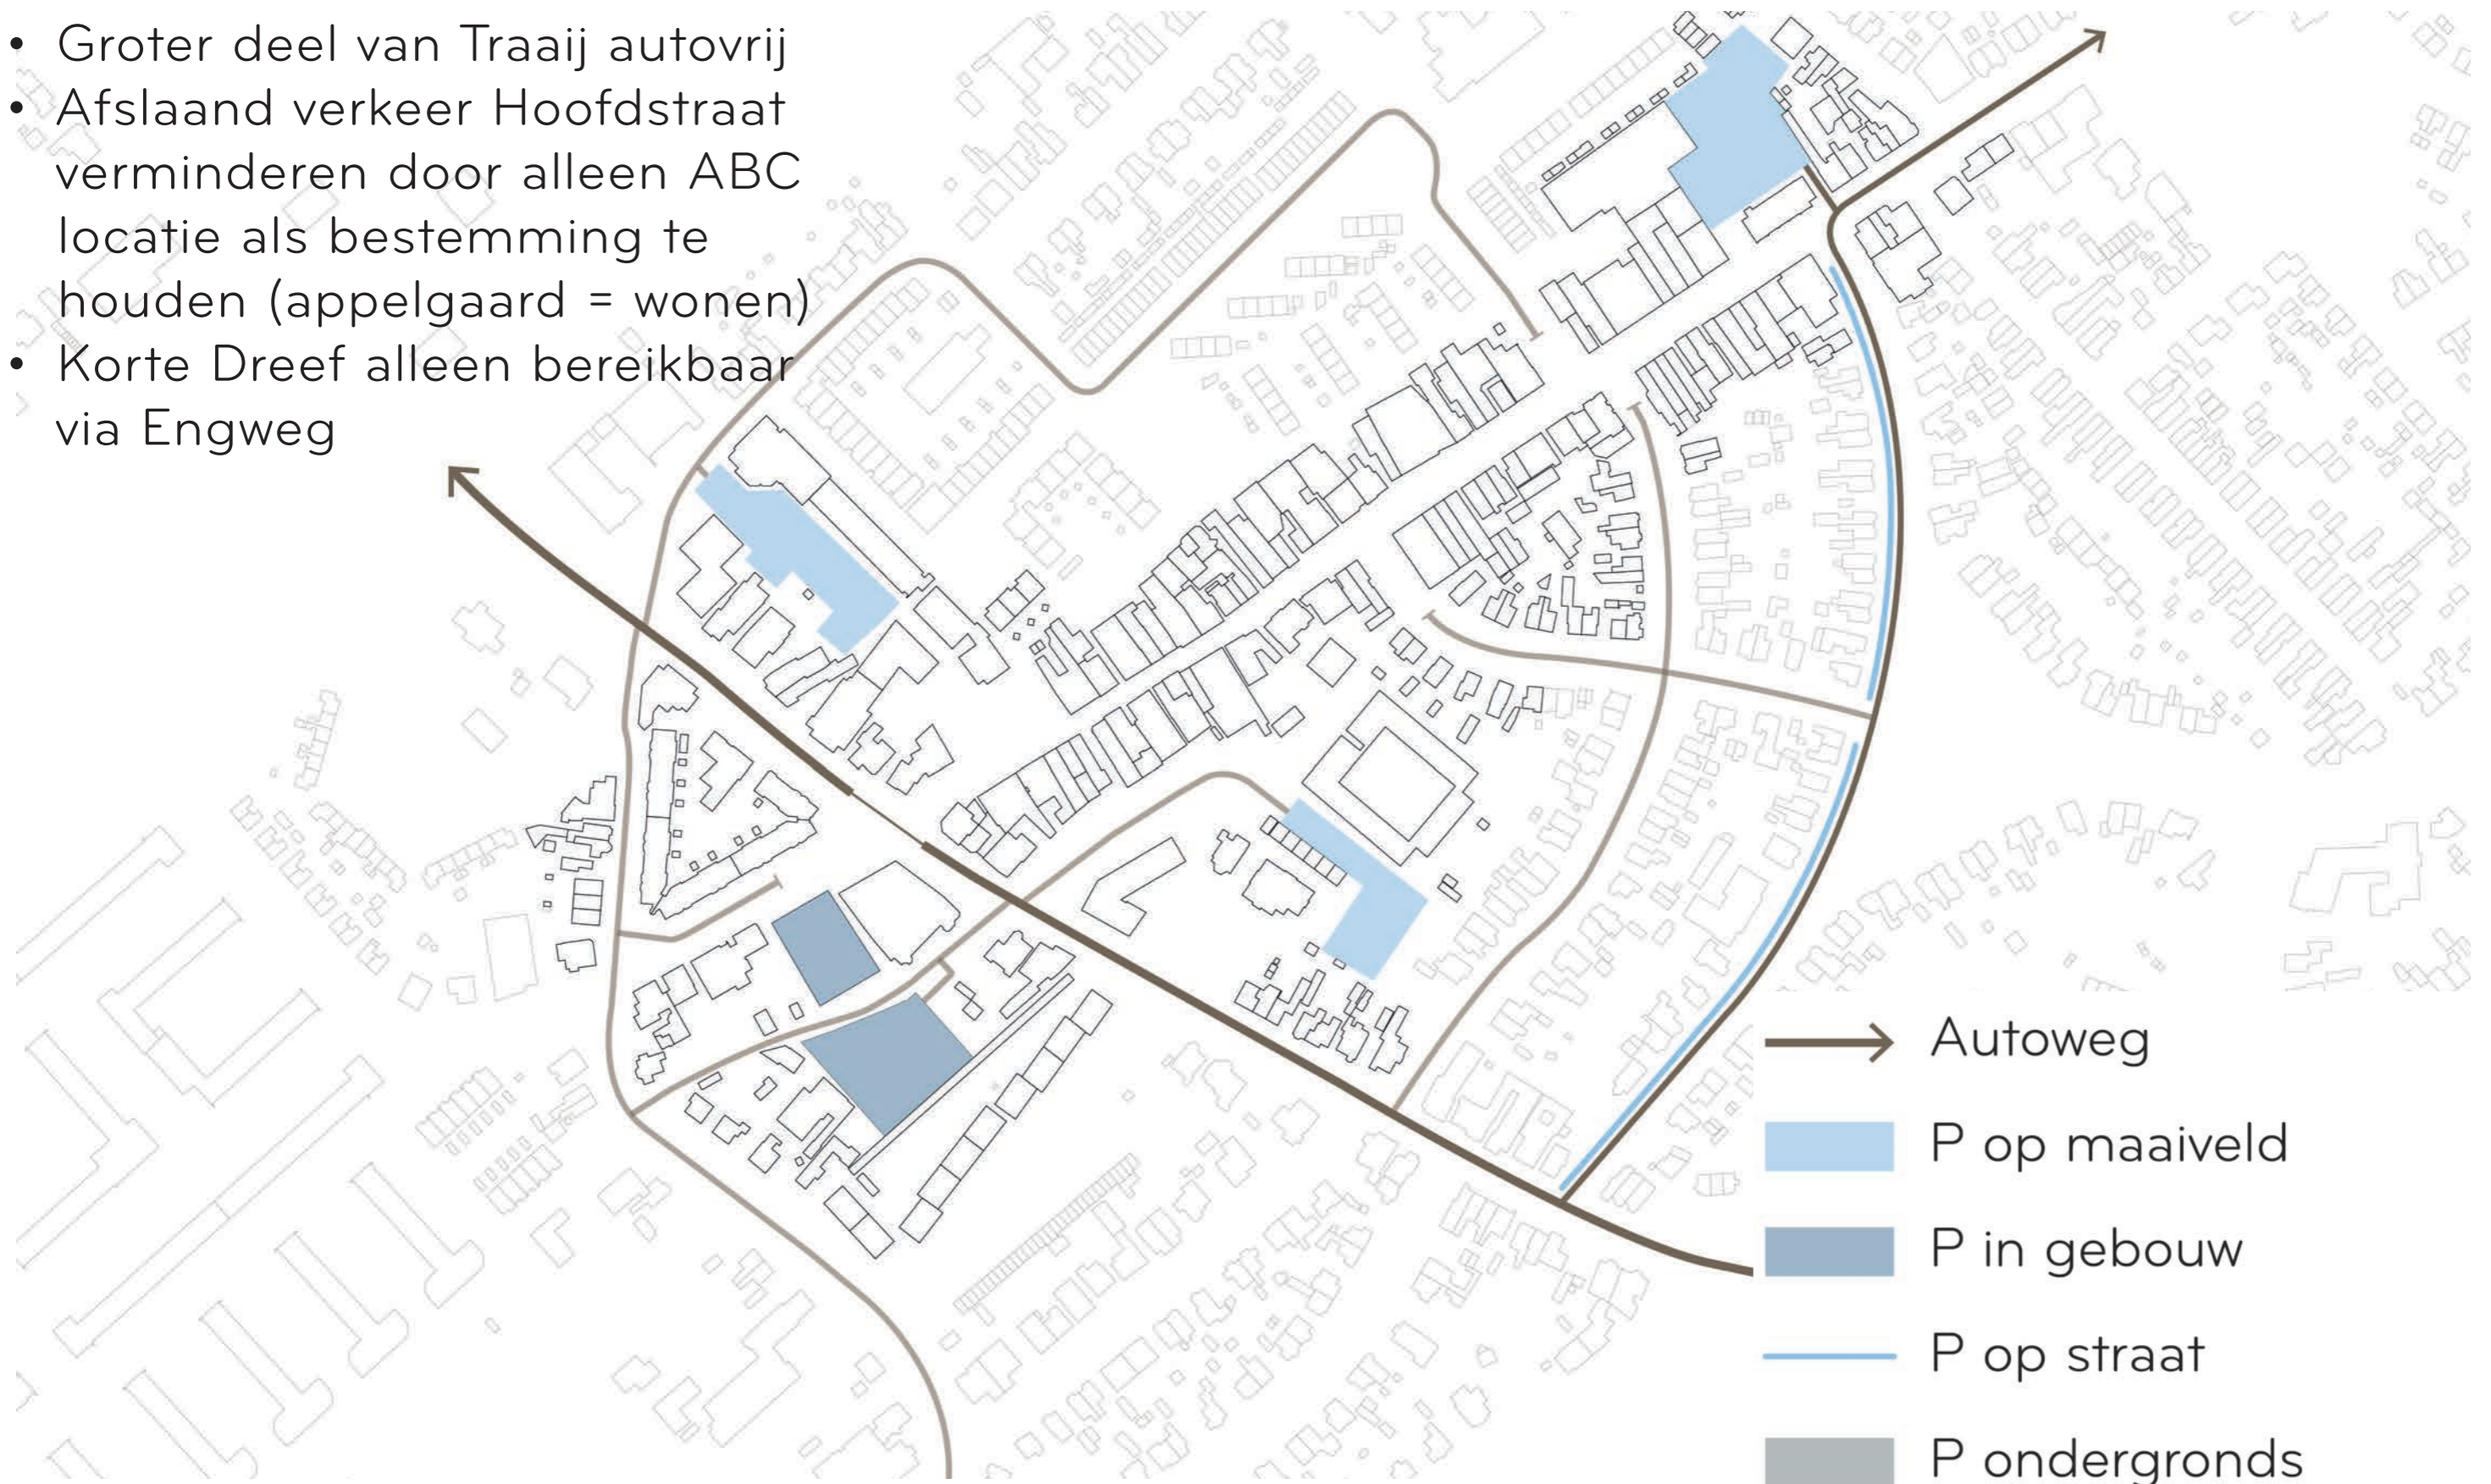 • Groter deel van Traaij autovrij
• Afslaand verkeer Hoofdstraat
verminderen door alleen ABC
locatie als bestemming te
houden (appelgaard = wonen)
• Korte Dreef alleen bereikbaar
via Engweg
Autoweg
P op maaiveld
P in gebouw
P op straat
P ondergronds